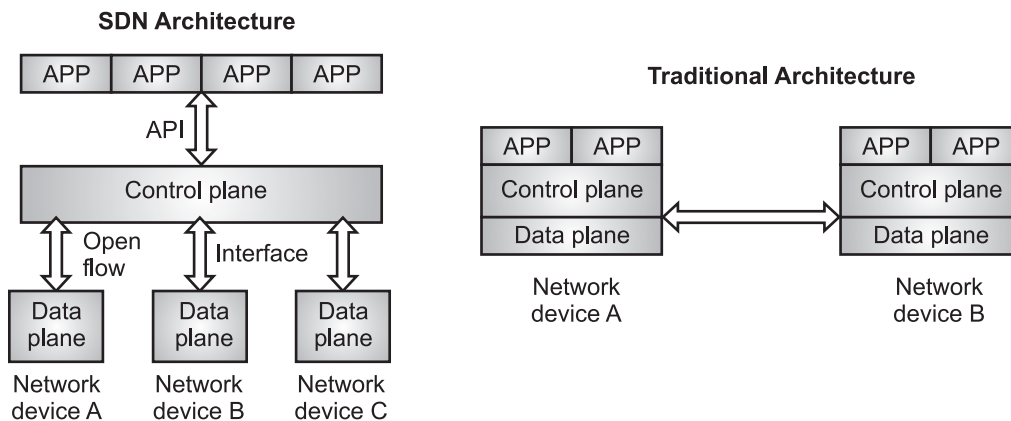 SDN Architecture
APP APP APP APP
API
Control plane
Open
flow
Interface
Data
plane
Data
plane
Data
plane
Network
device A
Network
device B
Network
device C
Traditional Architecture
APP APP
Control plane
Data plane
Network
device A
APP APP
Control plane
Data plane
Network
device B